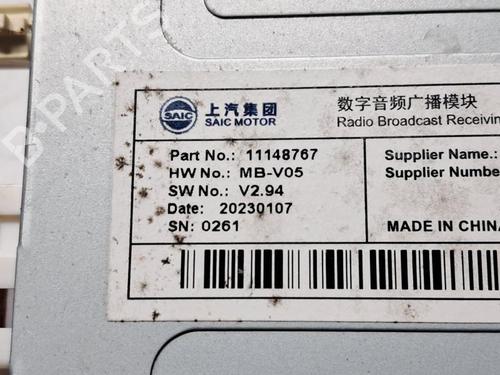 SAIC
上汽集团
SAIC MOTOR
数字音频广播模块
Radio Broadcast Receivin
Part No.: 11148767
HW No.: MB-V05
SW No.: V2.94
Date: 20230107
SN: 0261
Supplier Name.:
Supplier Number
MADE IN CHINA
B-PARTS